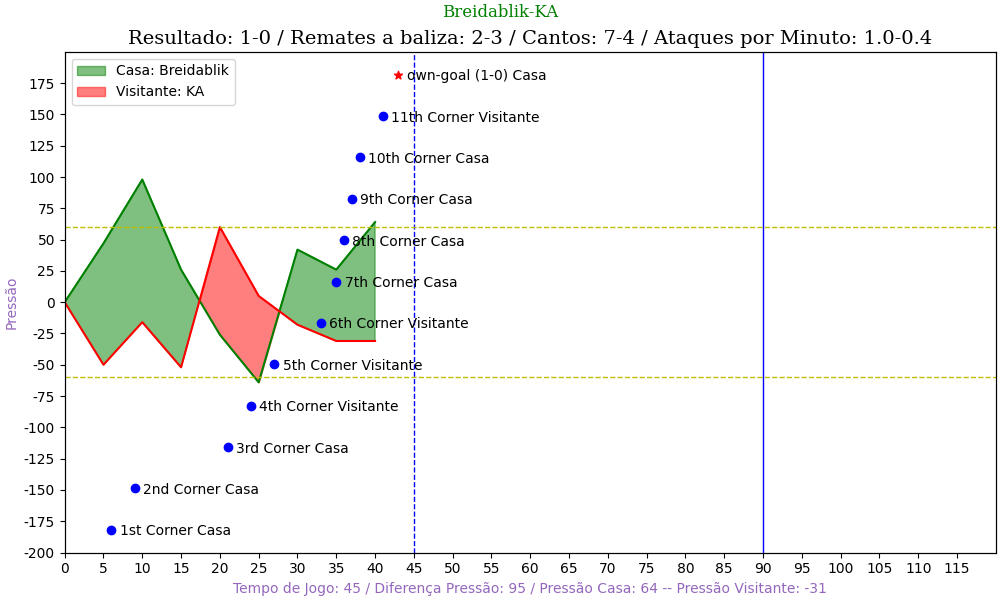 Breidablik-KA
Resultado: 1-0 / Remates a baliza: 2-3 / Cantos: 7-4 / Ataques por Minuto: 1.0-0.4
Casa: Breidablik
Visitante: KA
own-goal (1-0) Casa
11th Corner Visitante
10th Corner Casa
9th Corner Casa
8th Corner Casa
7th Corner Casa
6th Corner Visitante
5th Corner Visitante
4th Corner Visitante
3rd Corner Casa
2nd Corner Casa
1st Corner Casa
Pressão
175
150
125
100
75
50
25
0
-25
-50
-75
-100
-125
-150
-175
-200
0 5 10 15 20 25 30 35 40 45 50 55 60 65 70 75 80 85 90 95 100 105 110 115
Tempo de Jogo: 45 / Diferença Pressão: 95 / Pressão Casa: 64 -- Pressão Visitante: -31